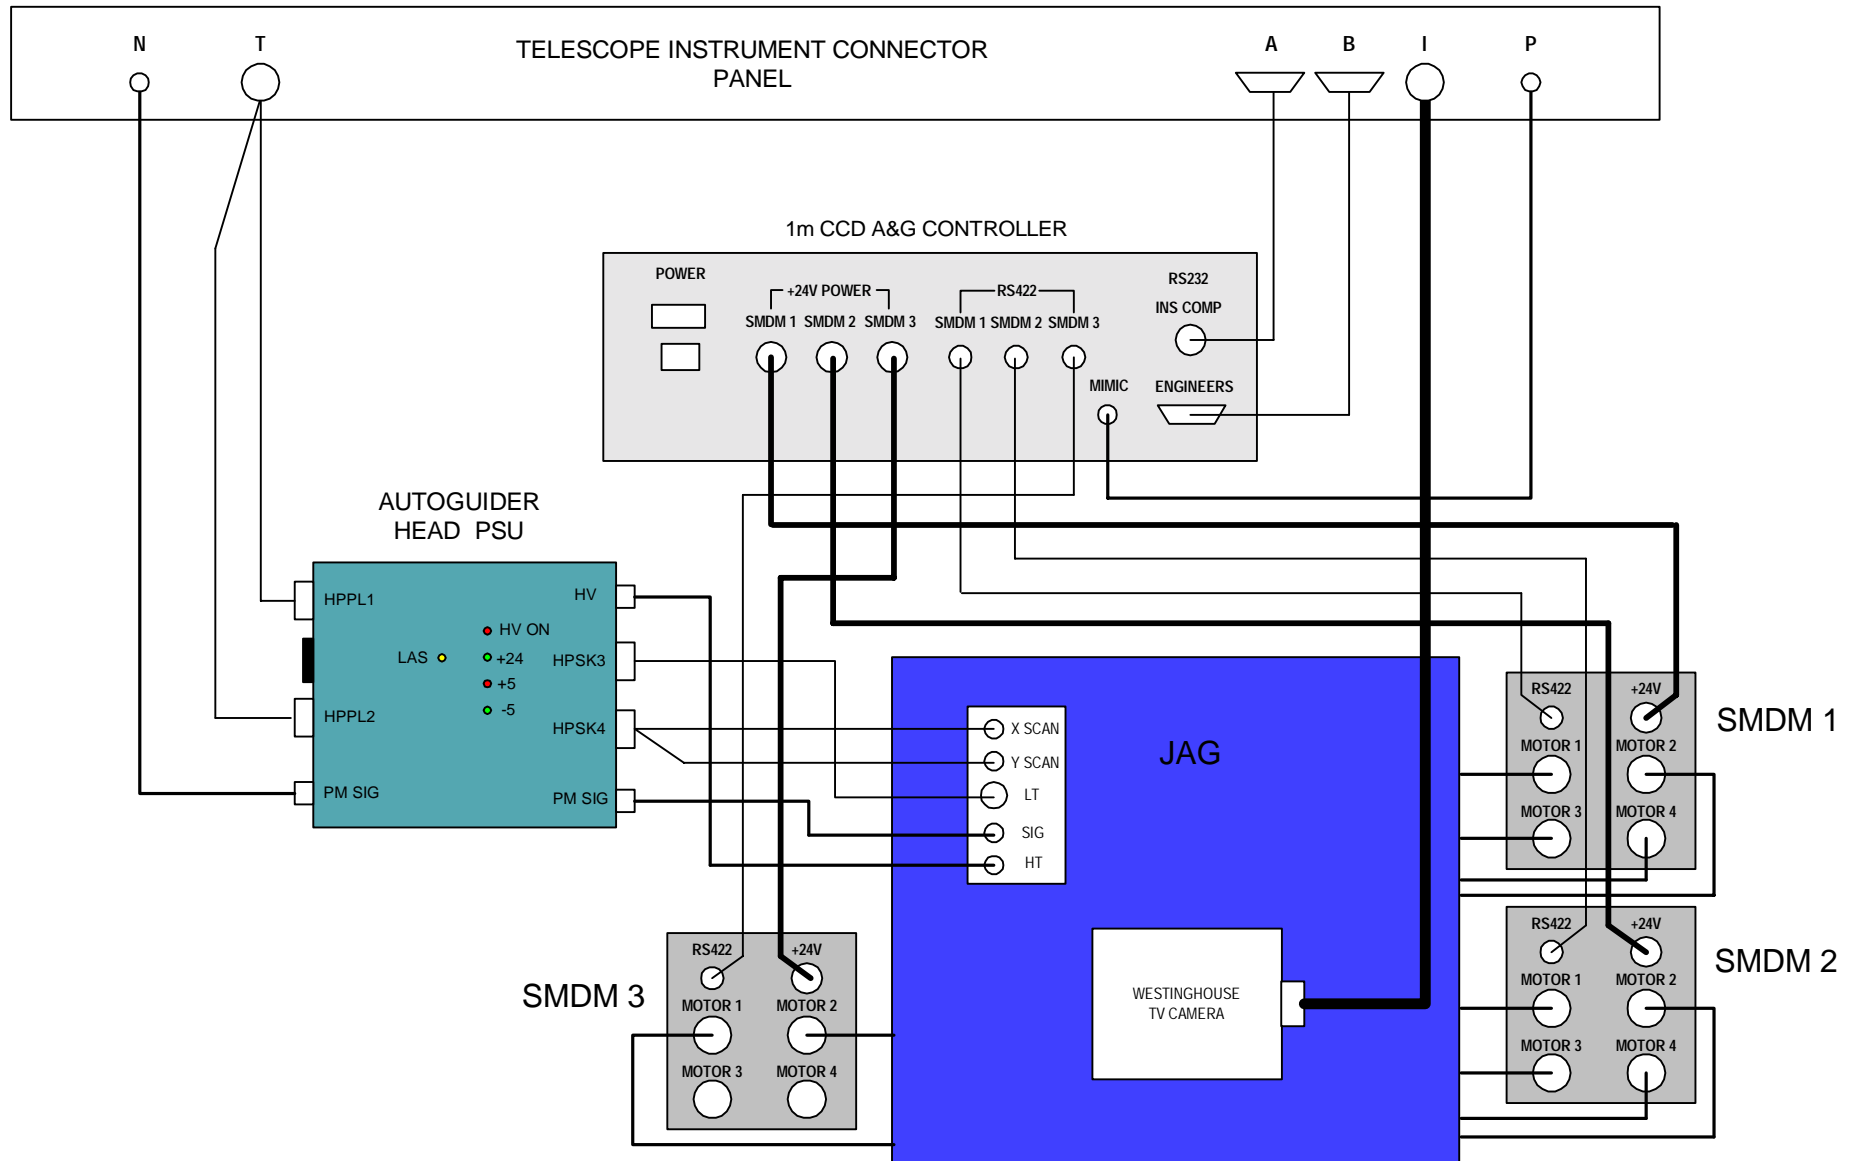 N
T
TELESCOPE INSTRUMENT CONNECTOR
PANEL
A
B
I
P
1m CCD A&G CONTROLLER
POWER
+24V POWER
RS422
RS232
INS COMP
SMDM 1
SMDM 2
SMDM 3
SMDM 1
SMDM 2
SMDM 3
MIMIC
ENGINEERS
AUTOGUIDER
HEAD PSU
HPPL1
HV
HV ON
LAS
+24
HPSK3
+5
-5
HPPL2
HPSK4
PM SIG
PM SIG
X SCAN
Y SCAN
LT
SIG
HT
JAG
WESTINGHOUSE
TV CAMERA
RS422
+24V
MOTOR 1
MOTOR 2
MOTOR 3
MOTOR 4
SMDM 1
RS422
+24V
MOTOR 1
MOTOR 2
MOTOR 3
MOTOR 4
SMDM 2
SMDM 3
RS422
+24V
MOTOR 1
MOTOR 2
MOTOR 3
MOTOR 4